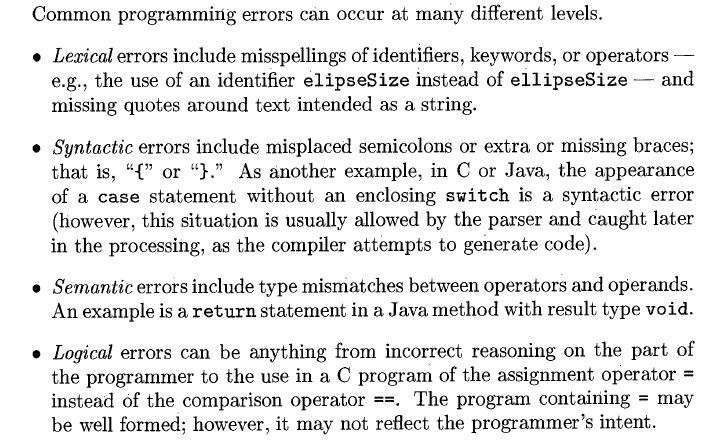 Common programming errors can occur at many different levels.
• Lexical errors include misspellings of identifiers, keywords, or operators —
e.g., the use of an identifier elipseSize instead of ellipseSize — and
missing quotes around text intended as a string.
• Syntactic errors include misplaced semicolons or extra or missing braces;
that is, “{” or “}.” As another example, in C or Java, the appearance
of a case statement without an enclosing switch is a syntactic error
(however, this situation is usually allowed by the parser and caught later
in the processing, as the compiler attempts to generate code).
• Semantic errors include type mismatches between operators and operands.
An example is a return statement in a Java method with result type void.
• Logical errors can be anything from incorrect reasoning on the part of
the programmer to the use in a C program of the assignment operator =
instead of the comparison operator ==. The program containing = may
be well formed; however, it may not reflect the programmer’s intent.